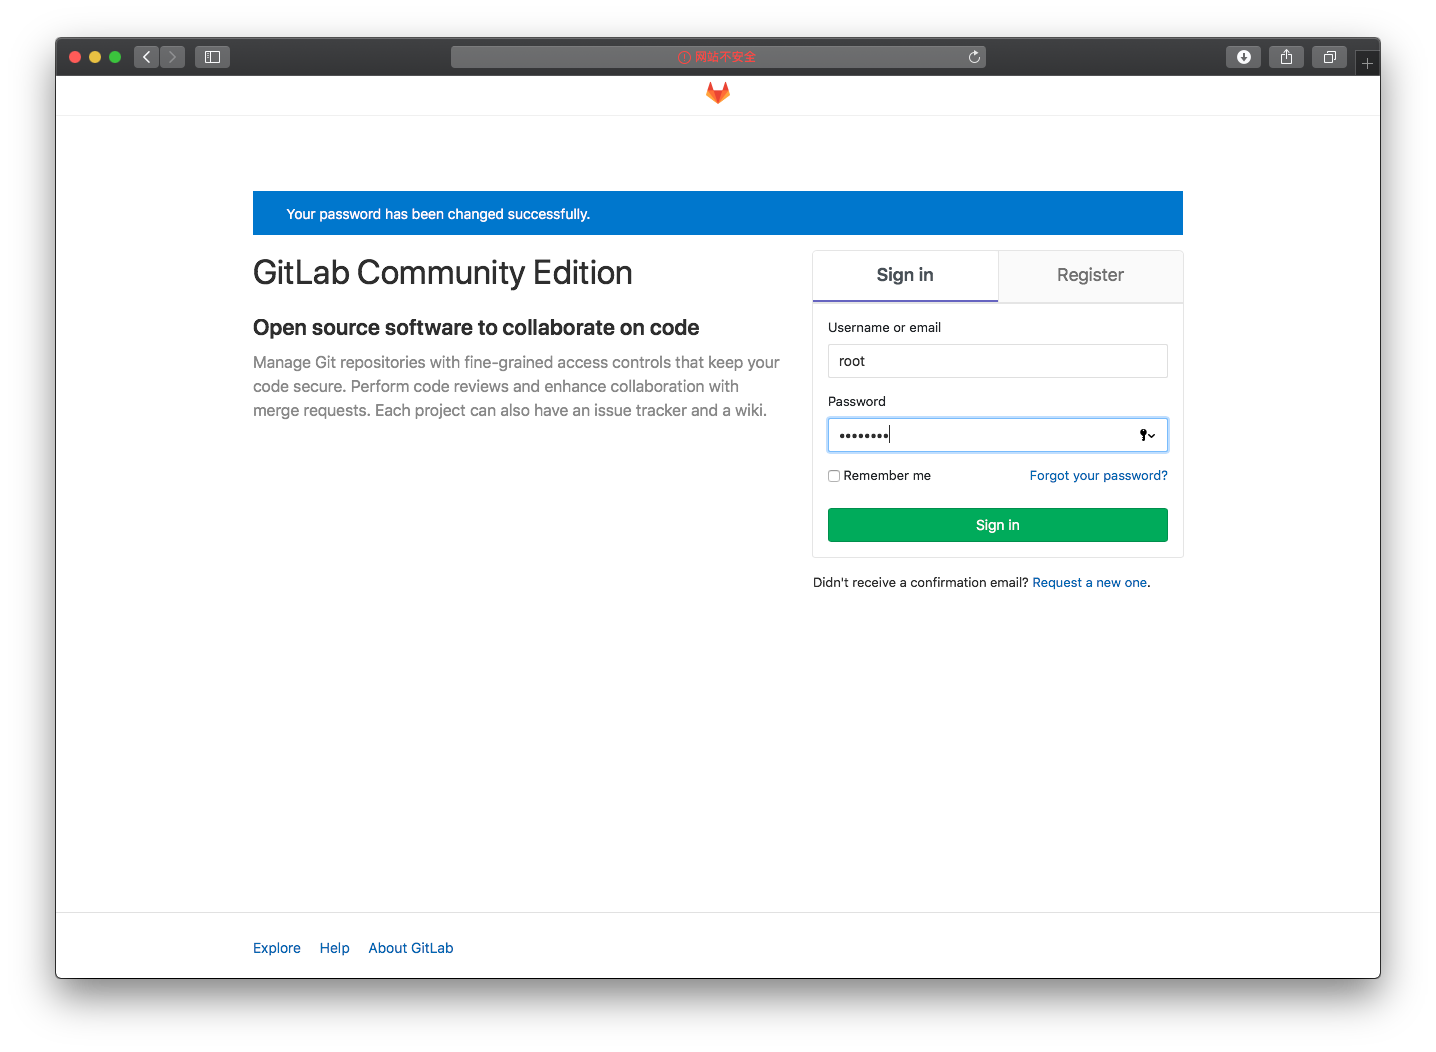 网站不安全
Your password has been changed successfully.
GitLab Community Edition
Open source software to collaborate on code
Manage Git repositories with fine-grained access controls that keep your
code secure. Perform code reviews and enhance collaboration with
merge requests. Each project can also have an issue tracker and a wiki.
Sign in
Register
Username or email
root
Password
••••••••
Remember me
Forgot your password?
Sign in
Didn't receive a confirmation email? Request a new one.
Explore
Help
About GitLab